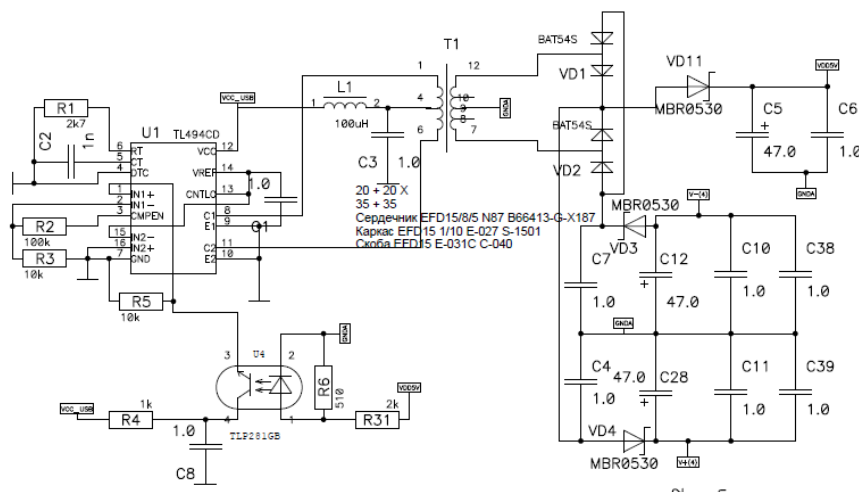 T1
BAT54S
VD1
BAT54S
VD2
VD11
MBR0530
VDD5V
C5
47.0
C6
1.0
GNDA
R1
2k7
C2
1n
U1
TL494CD
VCC_USB
L1
100uH
1
2
C3
1.0
1
4
6
12
10
9
8
7
GNDA
6 RT
5 CT
4 DTC
1 IN1+
2 IN1-
3 CMPEN
15 IN2-
16 IN2+
7 GND
VCC 12
VREF 14
CNTLO 13
C1 8
E1 9
C2 11
E2 10
1.0
C1
R2
100k
R3
10k
R5
10k
20 + 20 X
35 + 35
Сердечник EFD15/8/5 N87 B66413-G-X187
Каркас EFD15 1/10 E-027 S-1501
Скоба EFD15 E-031C C-040
MBR0530
VD3
V-(4)
C7
1.0
C12
47.0
C10
1.0
C38
1.0
GNDA
C4
1.0
47.0
C28
C11
1.0
C39
1.0
VD4
MBR0530
V+(4)
U4
3
2
4
1
TLP281GB
GNDA
R6
510
VDD5V
2k
R31
VCC_USB
1k
R4
1.0
C8